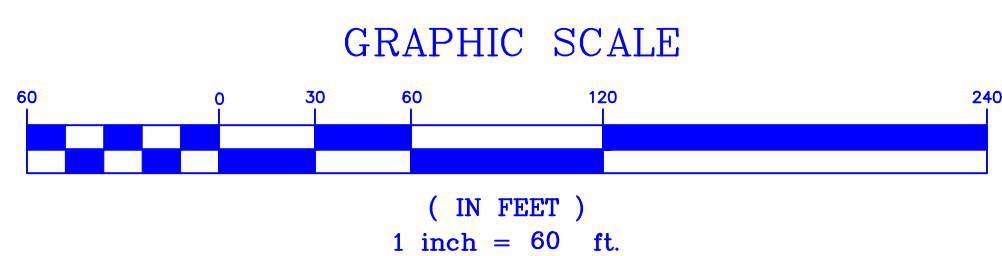 GRAPHIC SCALE
60 0 30 60 120 240
( IN FEET )
1 inch = 60 ft.